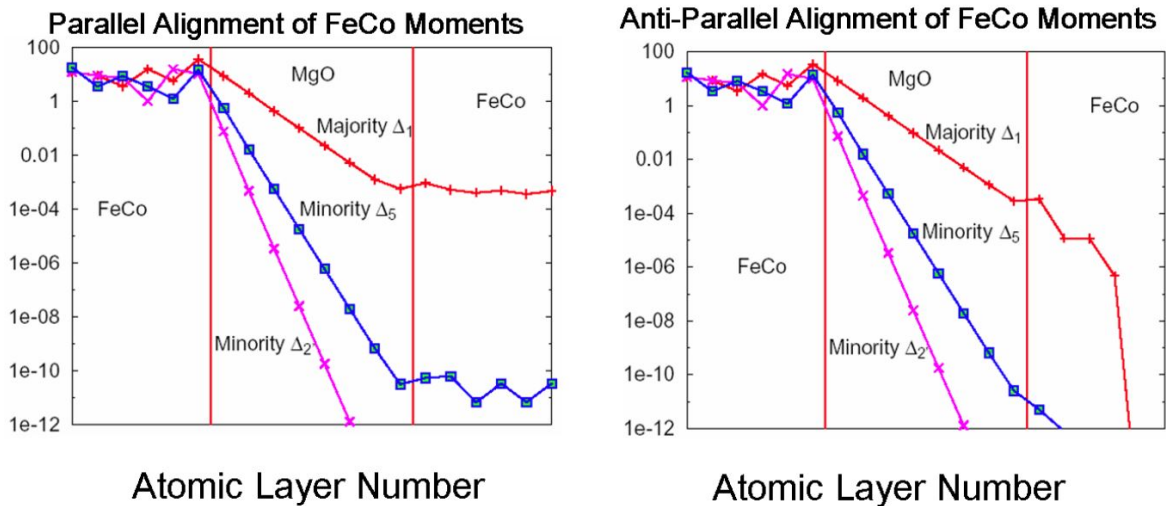 Parallel Alignment of FeCo Moments
100
1
0.01
1e-04
1e-06
1e-08
1e-10
1e-12
MgO
FeCo
Majority Δ₁
FeCo
Minority Δ₅
Minority Δ₂'
Atomic Layer Number
Anti-Parallel Alignment of FeCo Moments
100
1
0.01
1e-04
1e-06
1e-08
1e-10
1e-12
MgO
FeCo
Majority Δ₁
Minority Δ₅
FeCo
Minority Δ₂'
Atomic Layer Number